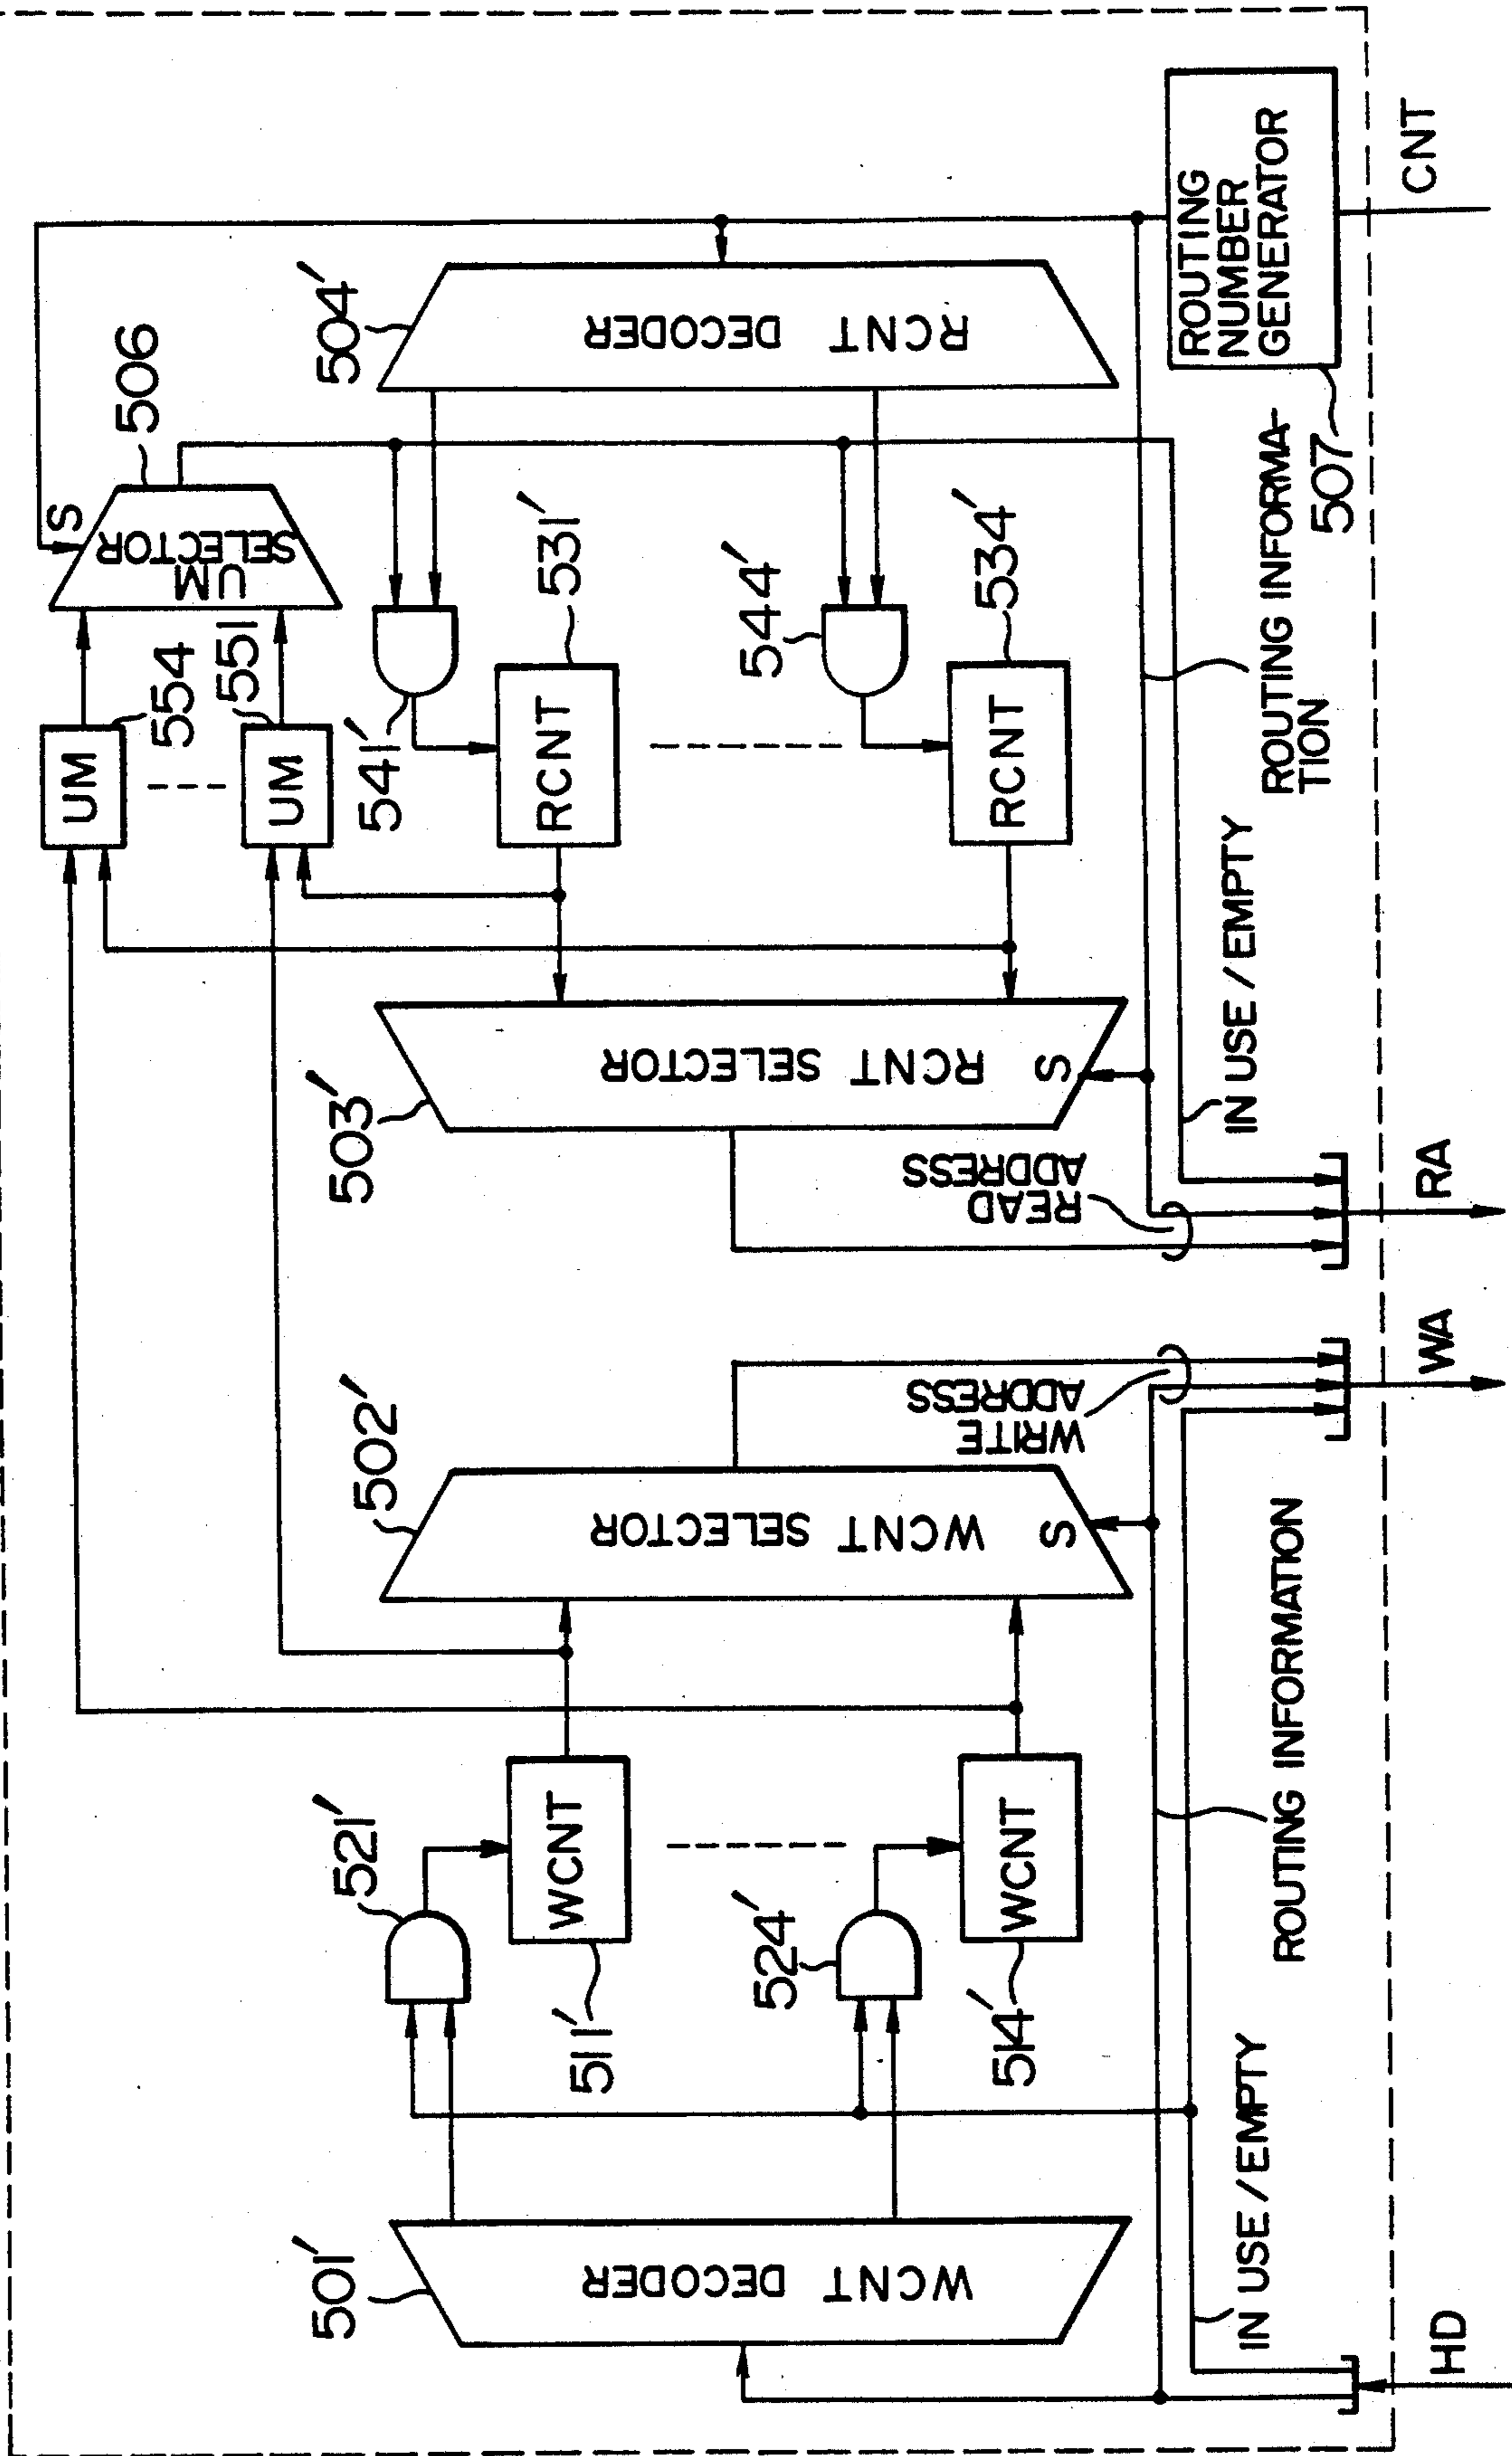 501'
WCNT DECODER
HD
IN USE / EMPTY
521'
WCNT
511'
524'
WCNT
514'
ROUTING INFORMATION
502'
WCNT SELECTOR
S
WRITE
ADDRESS
WA
503'
RCNT SELECTOR
S
READ
ADDRESS
RA
IN USE / EMPTY
UM
554
UM
551
541'
RCNT
531'
544'
RCNT
534'
ROUTING INFORMA-
TION
UM
SELECTOR
S
506
504'
RCNT DECODER
ROUTING
NUMBER
GENERATOR
507
CNT